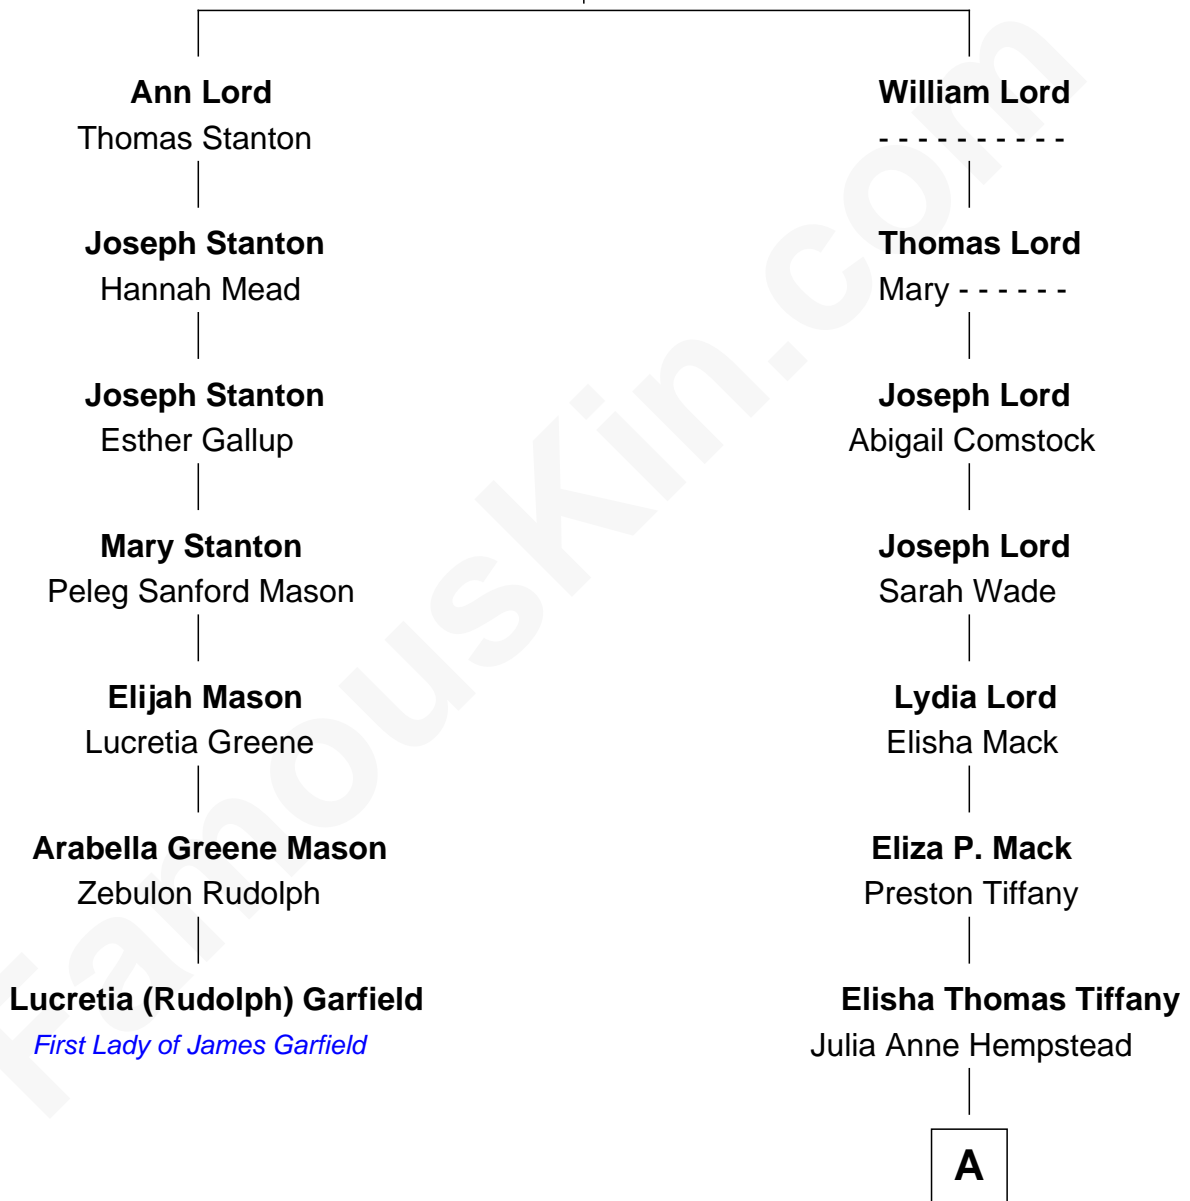 Ann Lord
Thomas Stanton
Joseph Stanton
Hannah Mead
Joseph Stanton
Esther Gallup
Mary Stanton
Peleg Sanford Mason
Elijah Mason
Lucretia Greene
Arabella Greene Mason
Zebulon Rudolph
Lucretia (Rudolph) Garfield
First Lady of James Garfield
William Lord
- - - - - - - - - -
Thomas Lord
Mary - - - - - -
Joseph Lord
Abigail Comstock
Joseph Lord
Sarah Wade
Lydia Lord
Elisha Mack
Eliza P. Mack
Preston Tiffany
Elisha Thomas Tiffany
Julia Anne Hempstead
A
FamousKin.com